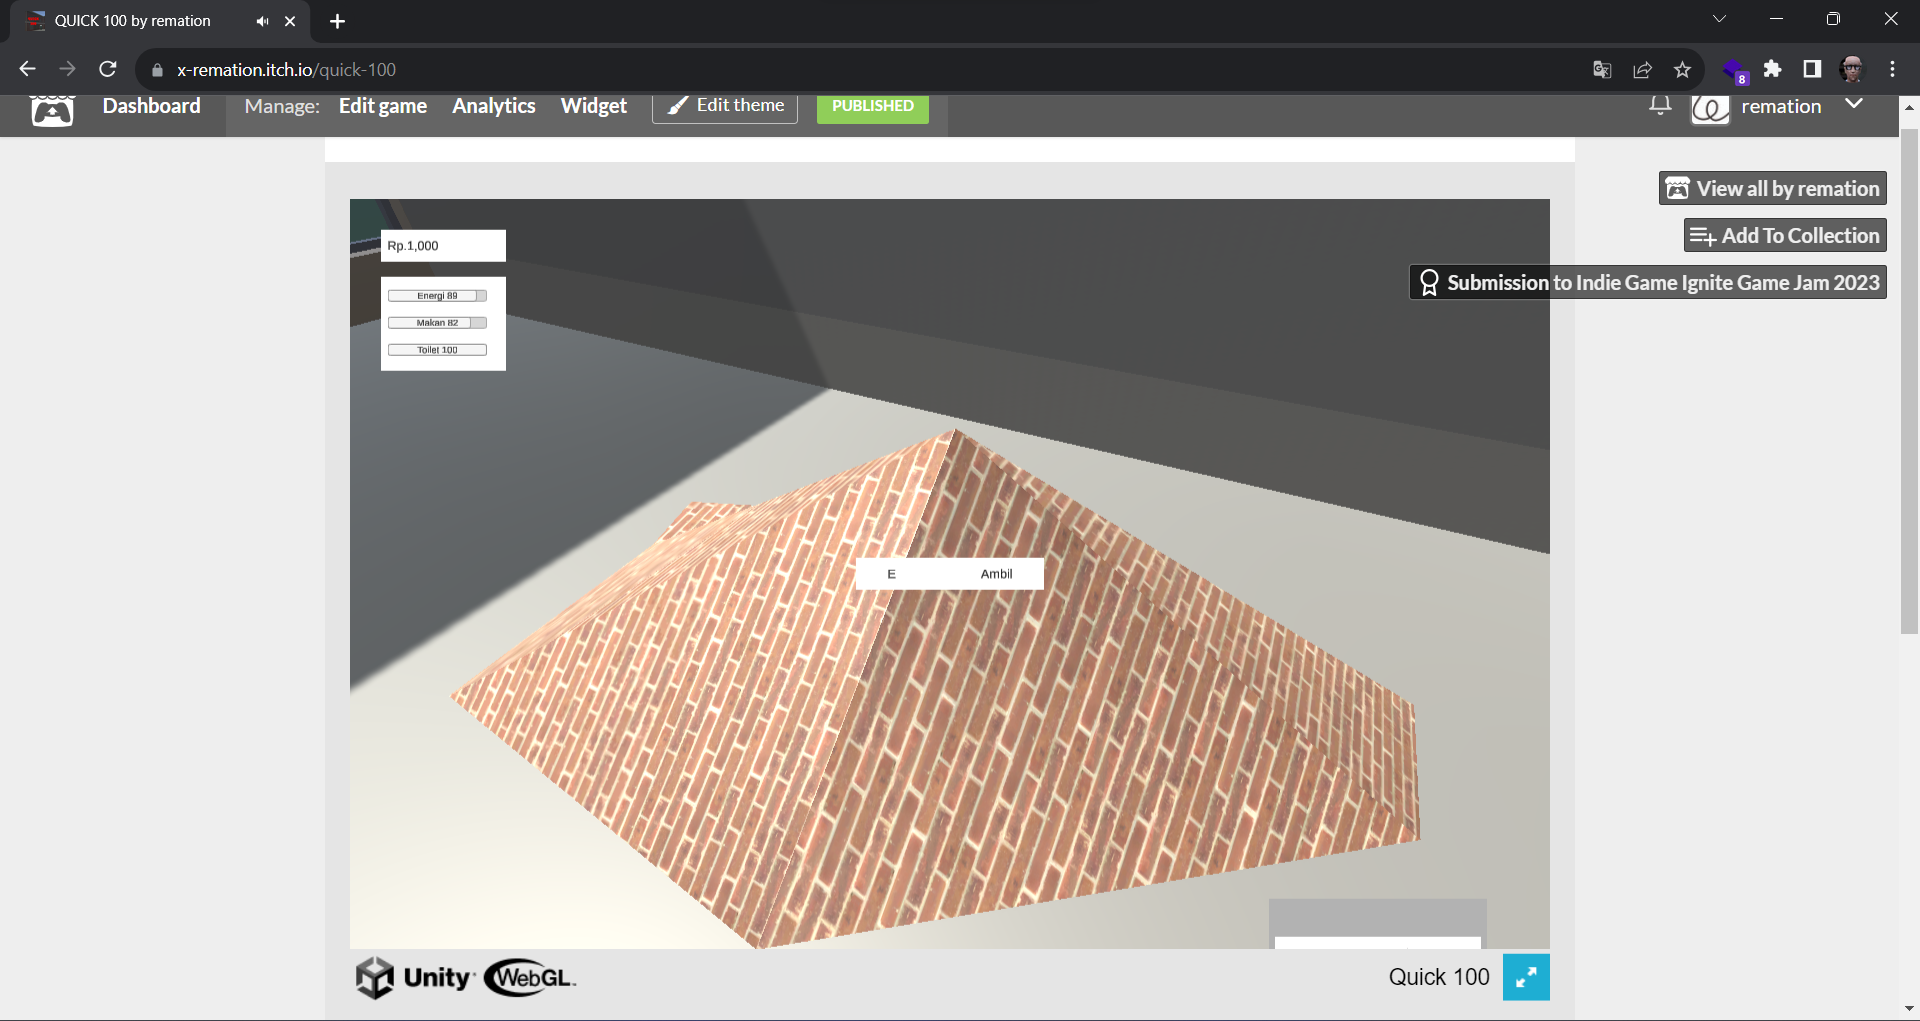 QUICK 100 by remation
x-remation.itch.io/quick-100
8
Dashboard
Manage: Edit game Analytics Widget Edit theme PUBLISHED
remation
View all by remation
Add To Collection
Submission to Indie Game Ignite Game Jam 2023
Rp.1,000
Energi 89
Makan 82
Toilet 100
E Ambil
Unity WebGL
Quick 100